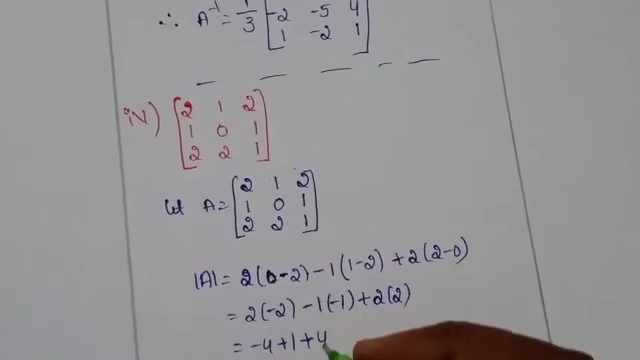 ∴ A⁻¹ = 1/3 [-2 -5 4
1 -2 1]
iv) [2 1 2
1 0 1
2 2 1]
Let A = [2 1 2
1 0 1
2 2 1]
|A| = 2(0-2) -1(1-2) +2(2-0)
= 2(-2) -1(-1) +2(2)
= -4+1+4